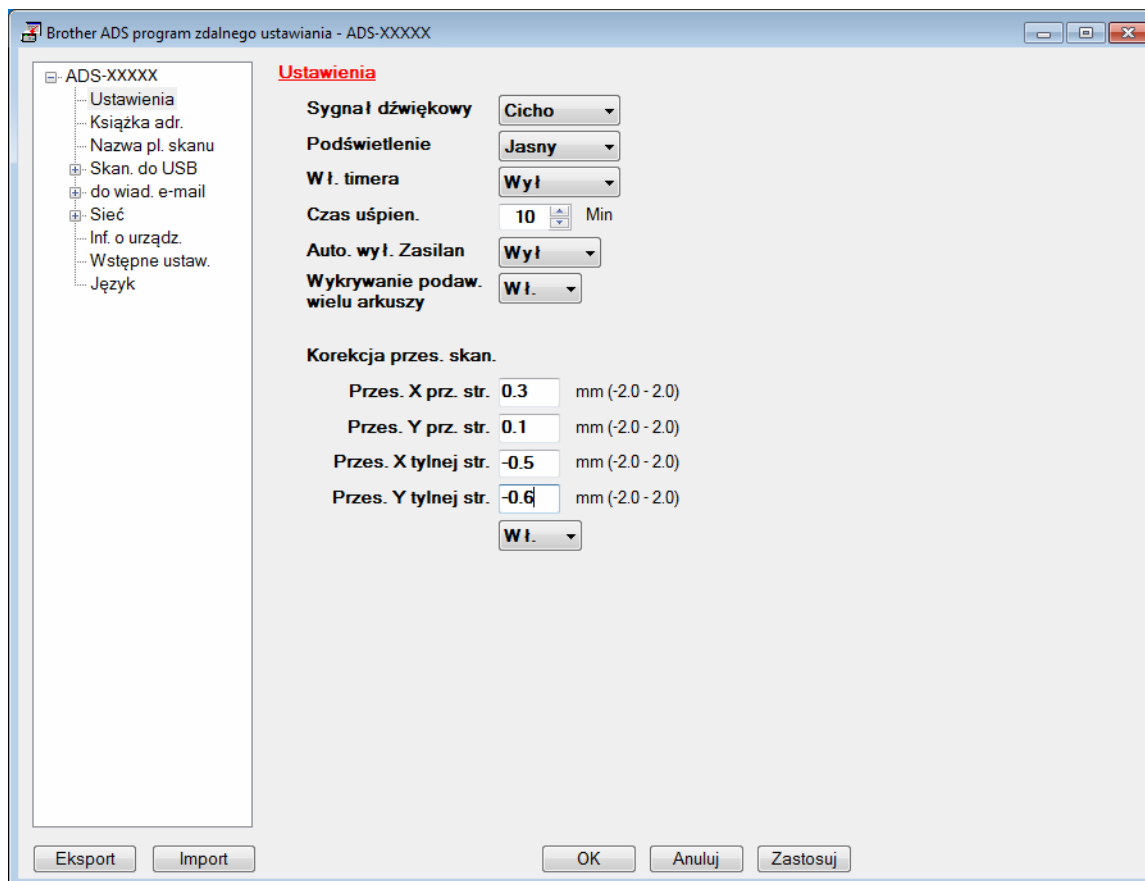 Brother ADS program zdalnego ustawiania - ADS-XXXXX
ADS-XXXXX
Ustawienia
Książka adr.
Nazwa pl. skanu
Skan. do USB
do wiad. e-mail
Sieć
Inf. o urządz.
Wstępne ustaw.
Język
Ustawienia
Sygnał dźwiękowy Cicho
Podświetlenie Jasny
Wł. timera Wył
Czas uśpien. 10 Min
Auto. wył. Zasilan Wył
Wykrywanie podaw.
wielu arkuszy Wł.
Korekcja przes. skan.
Przes. X prz. str. 0.3 mm (-2.0 - 2.0)
Przes. Y prz. str. 0.1 mm (-2.0 - 2.0)
Przes. X tylnej str. -0.5 mm (-2.0 - 2.0)
Przes. Y tylnej str. -0.6 mm (-2.0 - 2.0)
Wł.
Eksport Import OK Anuluj Zastosuj